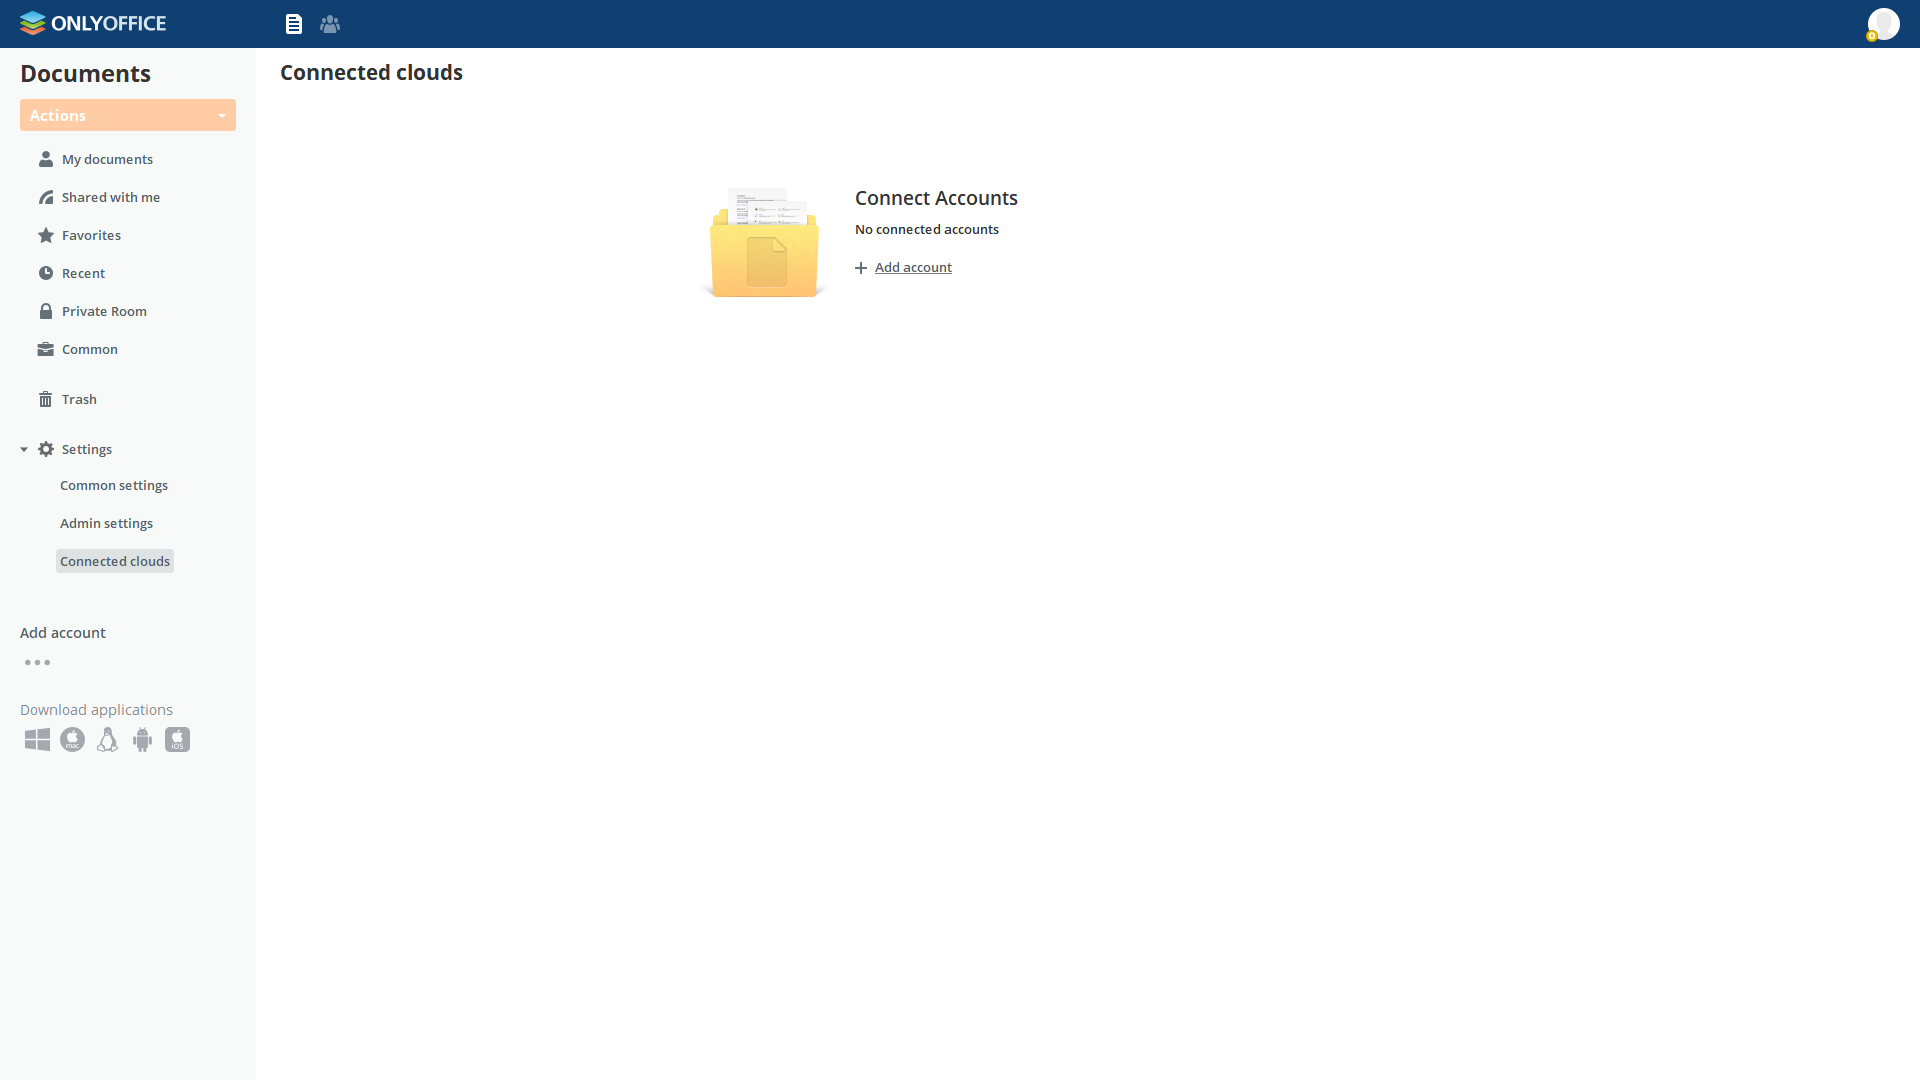 ONLYOFFICE
Documents
Actions
My documents
Shared with me
Favorites
Recent
Private Room
Common
Trash
Settings
Common settings
Admin settings
Connected clouds
Add account
Download applications
mac
iOS
Connected clouds
Connect Accounts
No connected accounts
Add account